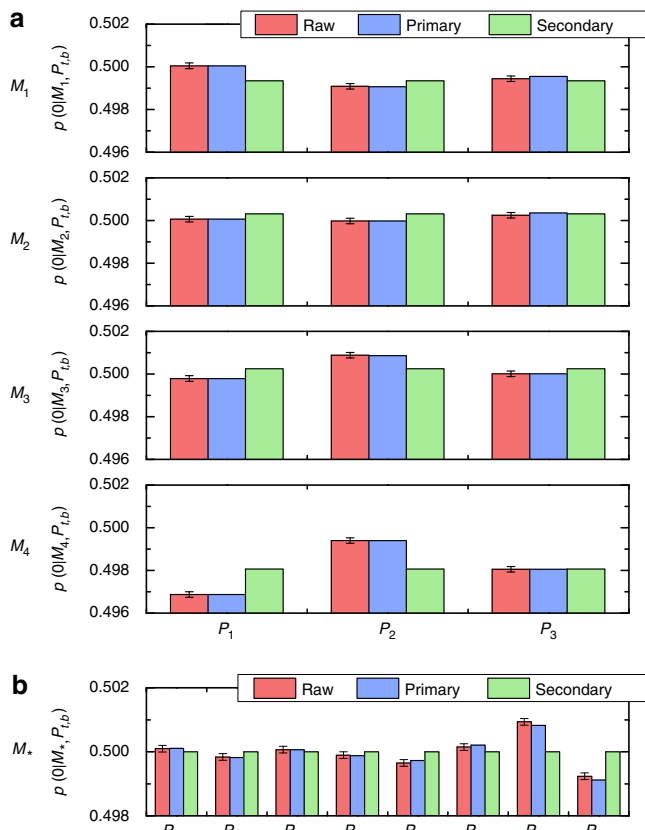 a
Raw Primary Secondary
M1 p (0|M1, Pt,b)
0.502
0.500
0.498
0.496
M2 p (0|M2, Pt,b)
0.502
0.500
0.498
0.496
M3 p (0|M3, Pt,b)
0.502
0.500
0.498
0.496
M4 p (0|M4, Pt,b)
0.502
0.500
0.498
0.496
P1 P2 P3
b
Raw Primary Secondary
M* p (0|M*, Pt,b)
0.502
0.500
0.498
P P P P P P P P